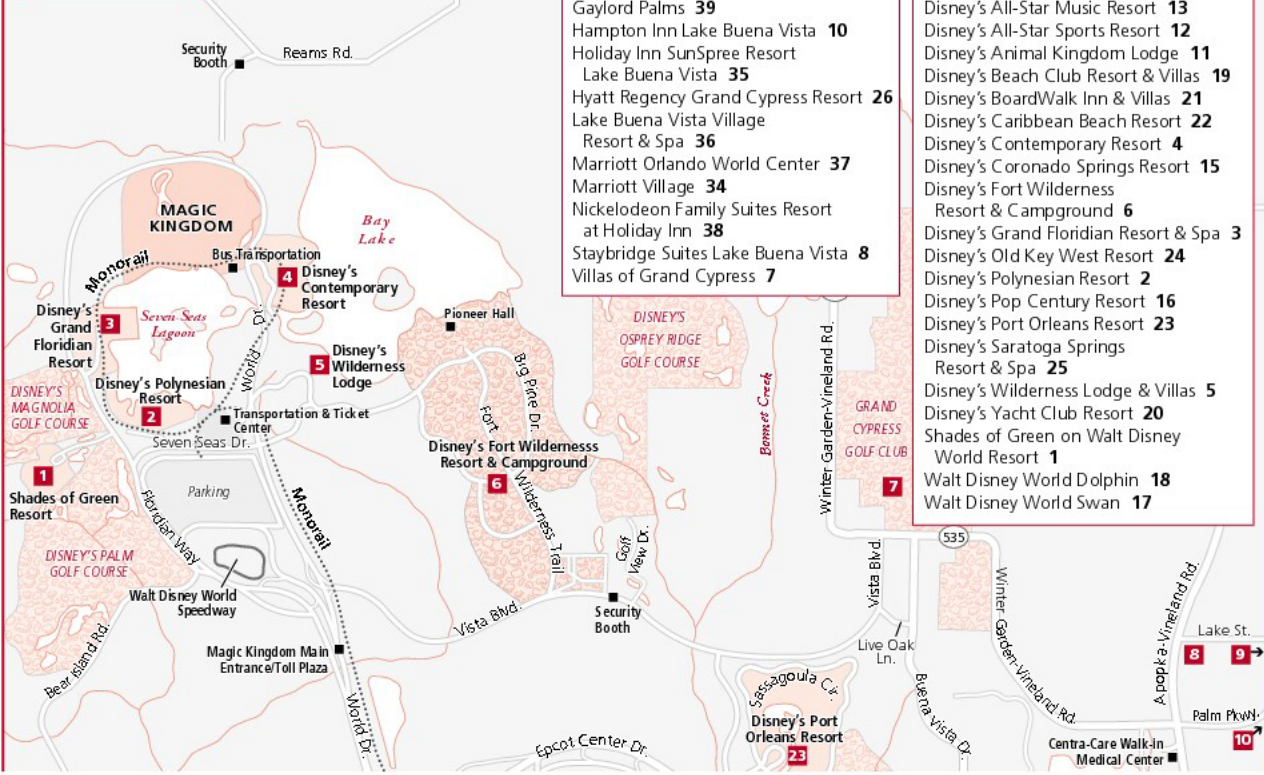 Gaylord Palms 39
Hampton Inn Lake Buena Vista 10
Holiday Inn SunSpree Resort
Lake Buena Vista 35
Hyatt Regency Grand Cypress Resort 26
Lake Buena Vista Village
Resort & Spa 36
Marriott Orlando World Center 37
Marriott Village 34
Nickelodeon Family Suites Resort
at Holiday Inn 38
Staybridge Suites Lake Buena Vista 8
Villas of Grand Cypress 7
Disney's All-Star Music Resort 13
Disney's All-Star Sports Resort 12
Disney's Animal Kingdom Lodge 11
Disney's Beach Club Resort & Villas 19
Disney's BoardWalk Inn & Villas 21
Disney's Caribbean Beach Resort 22
Disney's Contemporary Resort 4
Disney's Coronado Springs Resort 15
Disney's Fort Wilderness
Resort & Campground 6
Disney's Grand Floridian Resort & Spa 3
Disney's Old Key West Resort 24
Disney's Polynesian Resort 2
Disney's Pop Century Resort 16
Disney's Port Orleans Resort 23
Disney's Saratoga Springs
Resort & Spa 25
Disney's Wilderness Lodge & Villas 5
Disney's Yacht Club Resort 20
Shades of Green on Walt Disney
World Resort 1
Walt Disney World Dolphin 18
Walt Disney World Swan 17
Security
Booth
Reams Rd.
MAGIC
KINGDOM
Bay
Lake
Monorail
Bus Transportation
4
Disney's
Contemporary
Resort
Disney's
Grand
Floridian
Resort
3
Seven Seas
Lagoon
World Dr.
Pioneer Hall
DISNEY'S
OSPREY RIDGE
GOLF COURSE
5
Disney's
Wilderness
Lodge
Big Pine Dr.
Bonnet Creek
Winter Garden-Vineland Rd.
DISNEY'S
MAGNOLIA
GOLF COURSE
Disney's Polynesian
Resort
2
Transportation & Ticket
Center
Seven Seas Dr.
GRAND
CYPRESS
GOLF CLUB
7
Fort Wilderness Trail
Disney's Fort Wildernesss
Resort & Campground
6
1
Shades of Green
Resort
Parking
Monorail
Floridian Way
DISNEY'S PALM
GOLF COURSE
Golf
View Dr.
535
Vista Blvd.
Winter Garden-Vineland Rd.
Apopka-Vineland Rd.
Walt Disney World
Speedway
Vista Blvd.
Security
Booth
Live Oak
Ln.
Lake St.
8
9
Bear Island Rd.
Magic Kingdom Main
Entrance/Toll Plaza
World Dr.
Sassagoula Cir.
Disney's Port
Orleans Resort
23
Buena Vista Dr.
Epcot Center Dr.
Palm Pkwy.
10
Centra-Care Walk-In
Medical Center